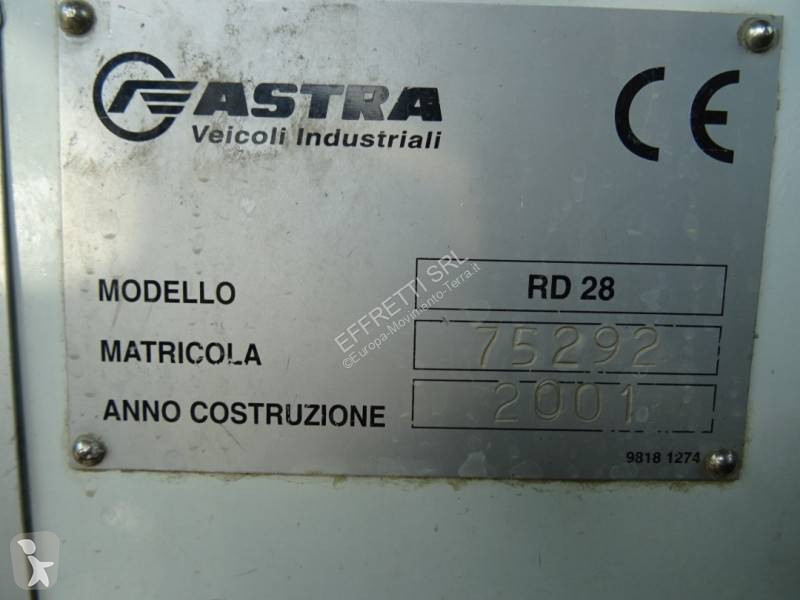 ASTRA CE
Veicoli Industriali
MODELLO RD 28
MATRICOLA 75292
ANNO COSTRUZIONE 2001
9818 1274
EFFRETTI SRL
©Europa-Movimento-Terra.it